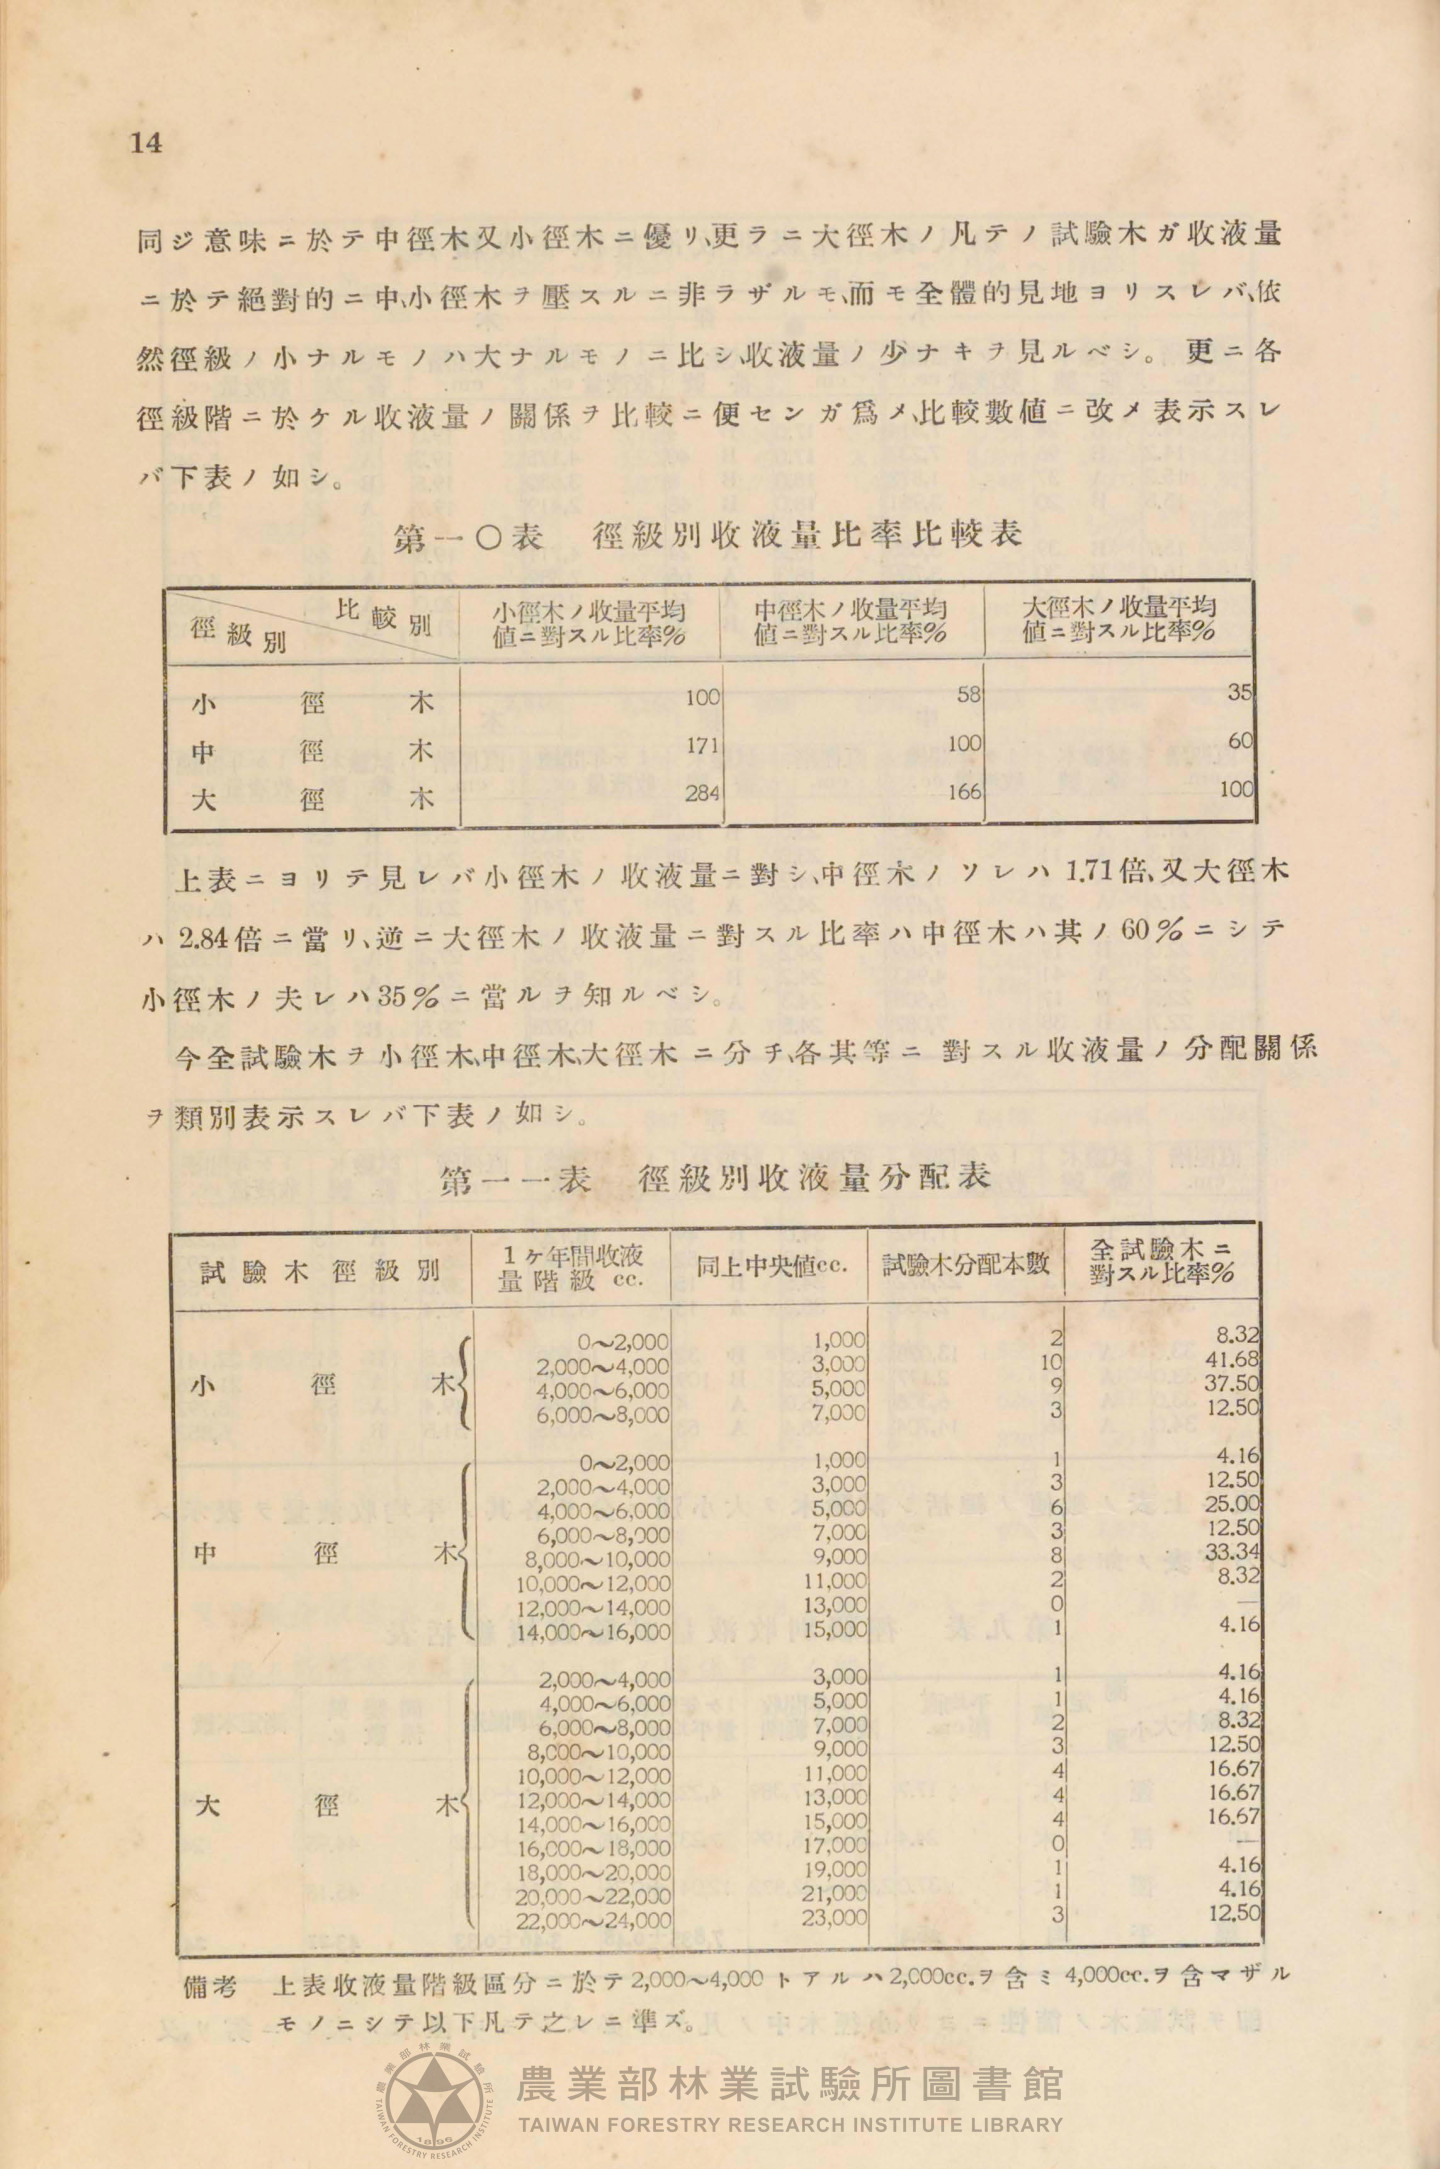 14
同ジ意味ニ於テ中徑木又小徑木ニ優リ、更ラニ大徑木ノ凡テノ試驗木ガ收液量
ニ於テ絕對的ニ中、小徑木ヲ壓スルニ非ラザルモ、而モ全體的見地ヨリスレバ、依
然徑級ノ小ナルモノハ大ナルモノニ比シ、收液量ノ少ナキヲ見ルベシ。 更ニ各
徑級階ニ於ケル收液量ノ關係ヲ比較ニ便センガ爲メ、比較數値ニ改メ表示スレ
バ下表ノ如シ。
第一〇表 徑級別收液量比率比較表
比較別
徑級別
小徑木ノ收量平均値ニ對スル比率% 中徑木ノ收量平均値ニ對スル比率% 大徑木ノ收量平均値ニ對スル比率%
小徑木 100 58 35
中徑木 171 100 60
大徑木 284 166 100
上表ニヨリテ見レバ小徑木ノ收液量ニ對シ、中徑木ノソレハ1.71倍、又大徑木
ハ2.84倍ニ當リ、逆ニ大徑木ノ收液量ニ對スル比率ハ中徑木ハ其ノ60%ニシテ
小徑木ノ夫レハ35%ニ當ルヲ知ルベシ。
今全試驗木ヲ小徑木、中徑木、大徑木ニ分チ、各其等ニ對スル收液量ノ分配關係
ヲ類別表示スレバ下表ノ如シ。
第一一表 徑級別收液量分配表
試驗木徑級別 1ケ年間收液量階級 cc. 同上中央値cc. 試驗木分配本數 全試驗木ニ對スル比率%
小徑木
0～2,000 1,000 2 8.32
2,000～4,000 3,000 10 41.68
4,000～6,000 5,000 9 37.50
6,000～8,000 7,000 3 12.50
中徑木
0～2,000 1,000 1 4.16
2,000～4,000 3,000 3 12.50
4,000～6,000 5,000 6 25.00
6,000～8,000 7,000 3 12.50
8,000～10,000 9,000 8 33.34
10,000～12,000 11,000 2 8.32
12,000～14,000 13,000 0 —
14,000～16,000 15,000 1 4.16
大徑木
2,000～4,000 3,000 1 4.16
4,000～6,000 5,000 1 4.16
6,000～8,000 7,000 2 8.32
8,000～10,000 9,000 3 12.50
10,000～12,000 11,000 4 16.67
12,000～14,000 13,000 4 16.67
14,000～16,000 15,000 4 16.67
16,000～18,000 17,000 0 —
18,000～20,000 19,000 1 4.16
20,000～22,000 21,000 1 4.16
22,000～24,000 23,000 3 12.50
備考 上表收液量階級區分ニ於テ2,000～4,000トアルハ2,000cc.ヲ含ミ4,000cc.ヲ含マザル
モノニシテ以下凡テ之レニ準ズ。
農業部林業試驗所
1896
TAIWAN FORESTRY RESEARCH INSTITUTE
農業部林業試驗所圖書館
TAIWAN FORESTRY RESEARCH INSTITUTE LIBRARY